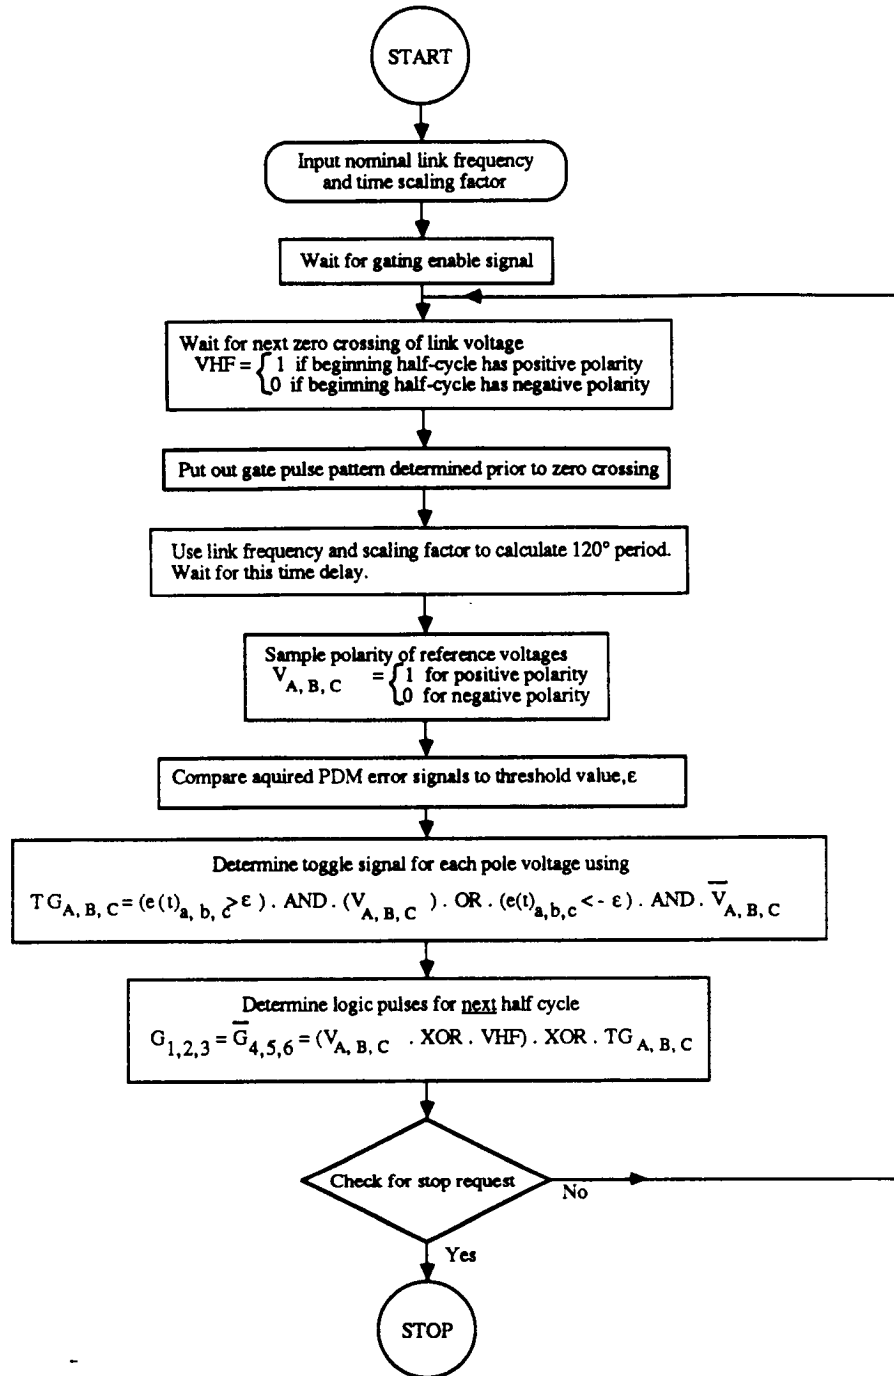 START
Input nominal link frequency
and time scaling factor
Wait for gating enable signal
Wait for next zero crossing of link voltage
VHF = { 1 if beginning half-cycle has positive polarity
0 if beginning half-cycle has negative polarity
Put out gate pulse pattern determined prior to zero crossing
Use link frequency and scaling factor to calculate 120° period.
Wait for this time delay.
Sample polarity of reference voltages
V A, B, C = { 1 for positive polarity
0 for negative polarity
Compare aquired PDM error signals to threshold value, ε
Determine toggle signal for each pole voltage using
T G A, B, C = (e (t) a, b, c > ε ) . AND . (V A, B, C ) . OR . (e(t) a,b,c < - ε) . AND . V̅ A, B, C
Determine logic pulses for next half cycle
G 1,2,3 = G̅ 4,5,6 = (V A, B, C . XOR . VHF) . XOR . TG A, B, C
Check for stop request
No
Yes
STOP